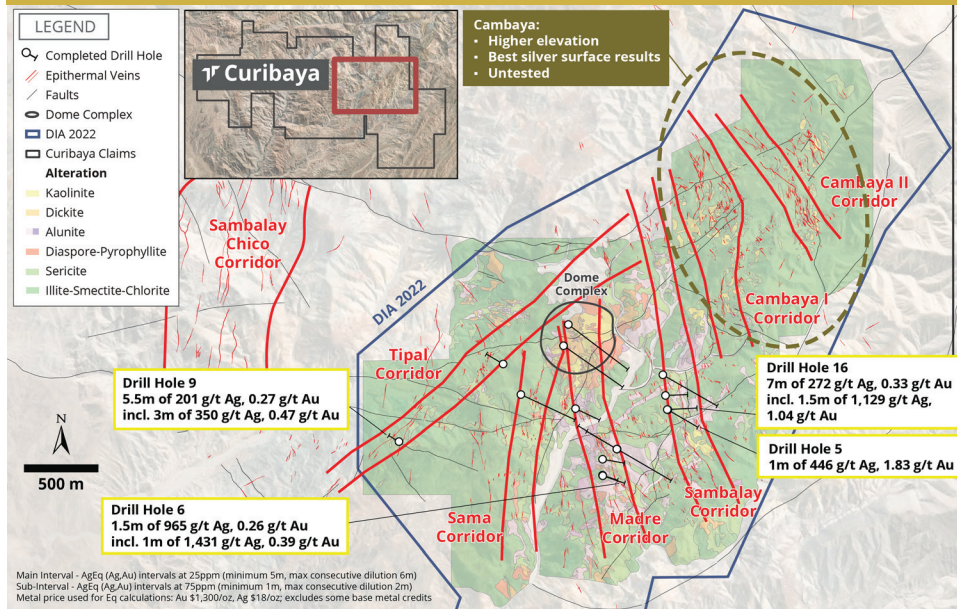 LEGEND
Completed Drill Hole
Epithermal Veins
Faults
Dome Complex
DIA 2022
Curibaya Claims
Alteration
Kaolinite
Dickite
Alunite
Diaspore-Pyrophyllite
Sericite
Illite-Smectite-Chlorite
Curibaya
Cambaya:
▪ Higher elevation
▪ Best silver surface results
▪ Untested
Sambalay
Chico
Corridor
Cambaya II
Corridor
Cambaya I
Corridor
DIA 2022
Dome
Complex
Tipal
Corridor
Drill Hole 9
5.5m of 201 g/t Ag, 0.27 g/t Au
incl. 3m of 350 g/t Ag, 0.47 g/t Au
Drill Hole 16
7m of 272 g/t Ag, 0.33 g/t Au
incl. 1.5m of 1,129 g/t Ag,
1.04 g/t Au
Drill Hole 5
1m of 446 g/t Ag, 1.83 g/t Au
N
500 m
Drill Hole 6
1.5m of 965 g/t Ag, 0.26 g/t Au
incl. 1m of 1,431 g/t Ag, 0.39 g/t Au
Sama
Corridor
Madre
Corridor
Sambalay
Corridor
Main Interval - AgEq (Ag,Au) intervals at 25ppm (minimum 5m, max consecutive dilution 6m)
Sub-Interval - AgEq (Ag,Au) intervals at 75ppm (minimum 1m, max consecutive dilution 2m)
Metal price used for Eq calculations: Au $1,300/oz, Ag $18/oz; excludes some base metal credits